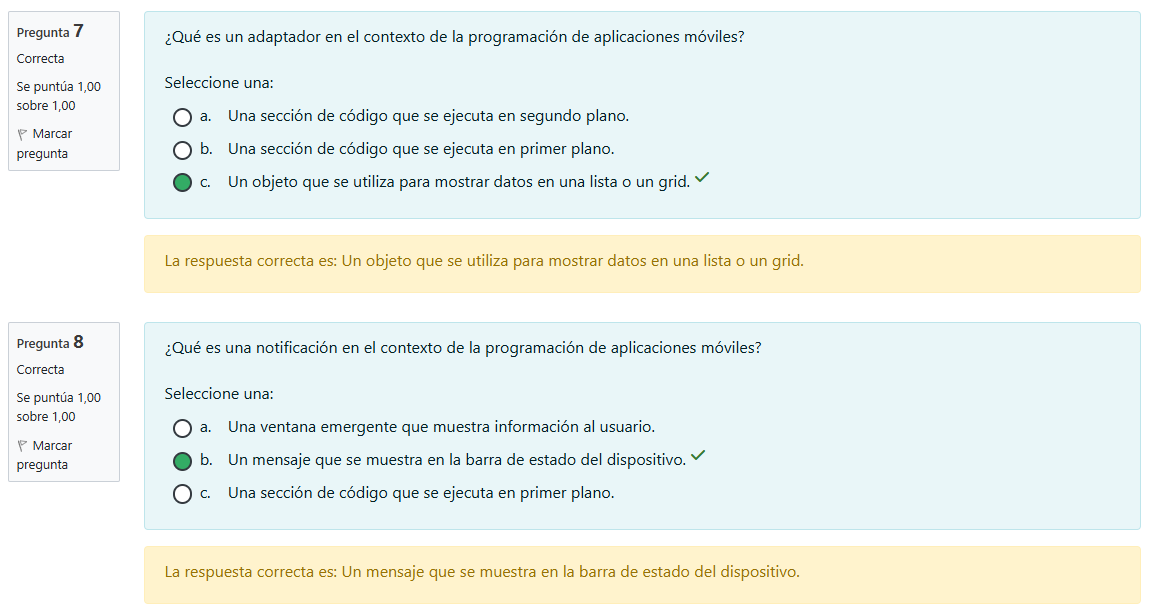 Pregunta 7
Correcta
Se puntúa 1,00
sobre 1,00
Marcar
pregunta
¿Qué es un adaptador en el contexto de la programación de aplicaciones móviles?
Seleccione una:
a. Una sección de código que se ejecuta en segundo plano.
b. Una sección de código que se ejecuta en primer plano.
c. Un objeto que se utiliza para mostrar datos en una lista o un grid.
La respuesta correcta es: Un objeto que se utiliza para mostrar datos en una lista o un grid.
Pregunta 8
Correcta
Se puntúa 1,00
sobre 1,00
Marcar
pregunta
¿Qué es una notificación en el contexto de la programación de aplicaciones móviles?
Seleccione una:
a. Una ventana emergente que muestra información al usuario.
b. Un mensaje que se muestra en la barra de estado del dispositivo.
c. Una sección de código que se ejecuta en primer plano.
La respuesta correcta es: Un mensaje que se muestra en la barra de estado del dispositivo.